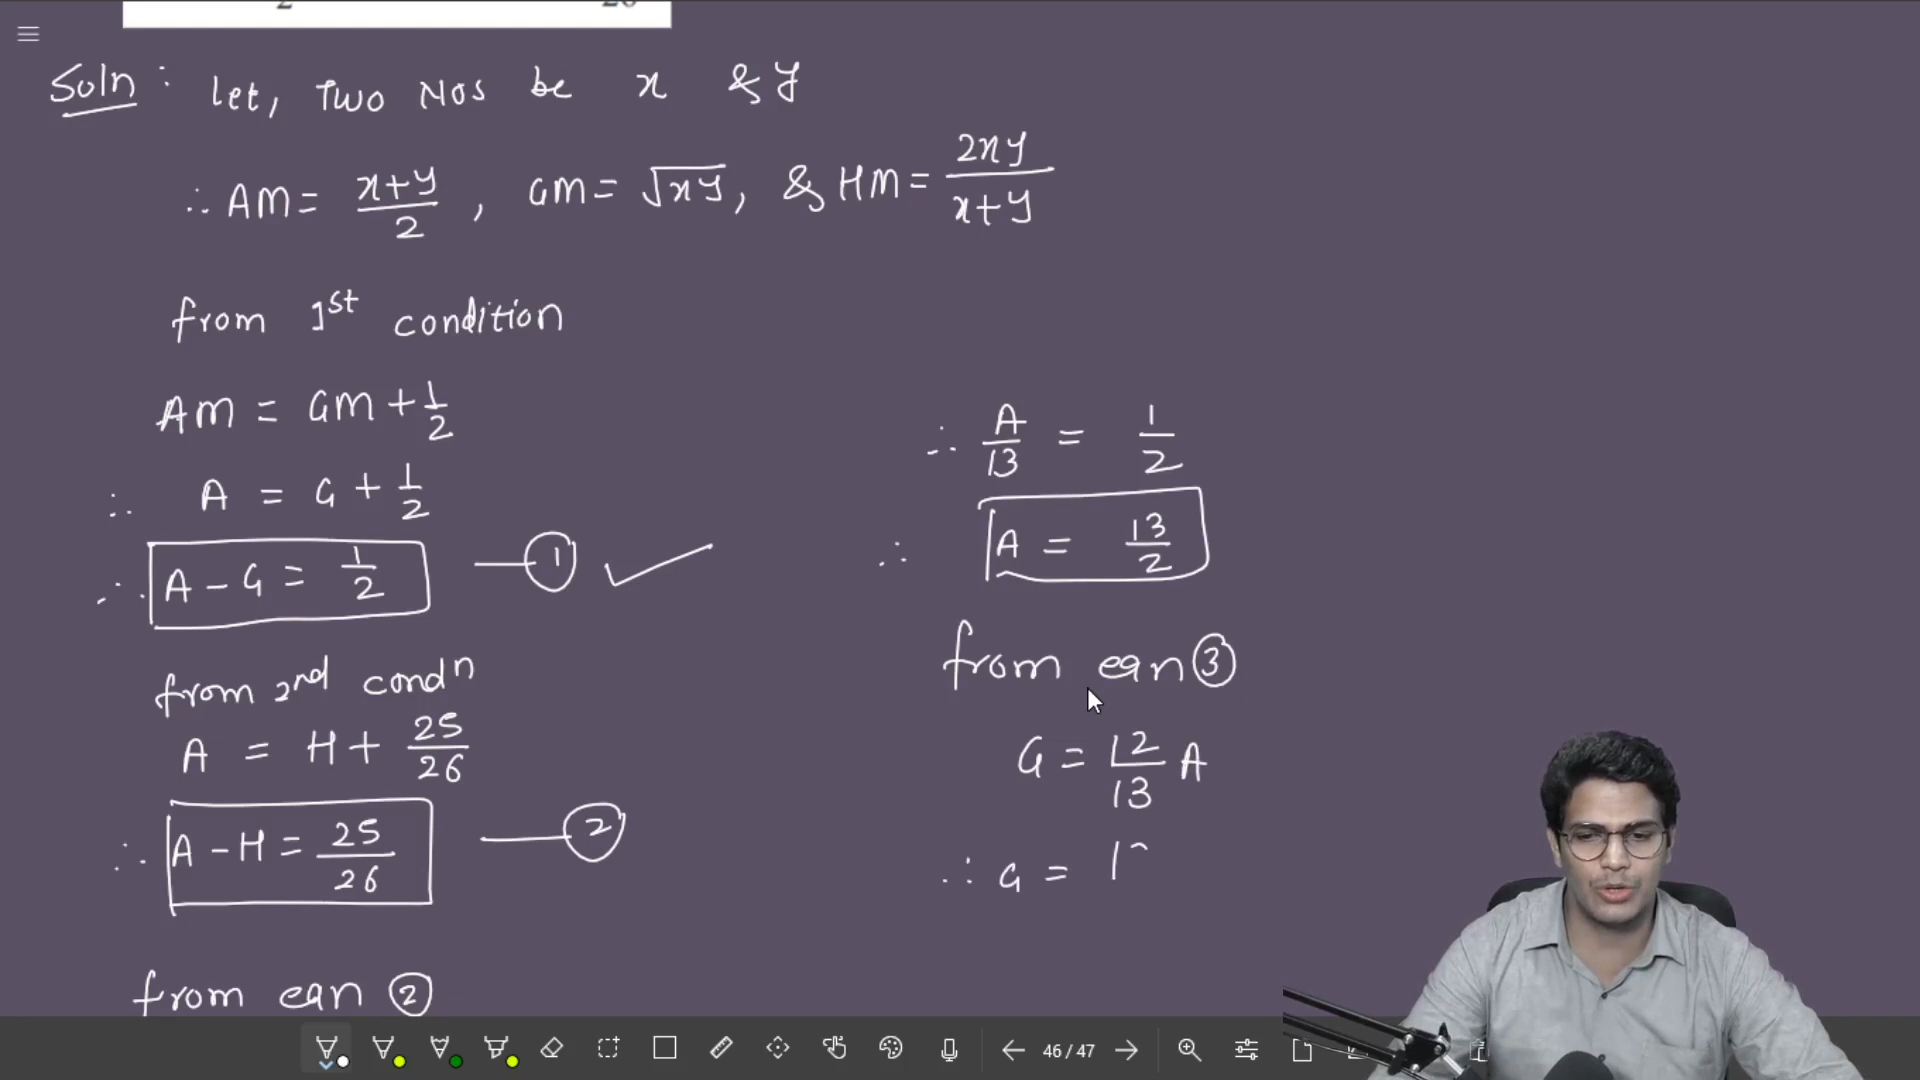 Soln : let, Two Nos be x & y
∴ AM = x+y/2 , GM = √xy, & HM = 2xy/x+y
from 1st condition
AM = GM + 1/2
∴ A = G + 1/2
∴ A - G = 1/2 — ①
from 2nd condn
A = H + 25/26
∴ A - H = 25/26 — ②
from eqn ②
∴ A/13 = 1/2
∴ A = 13/2
from eqn ③
G = 12/13 A
∴ G =
46 / 47